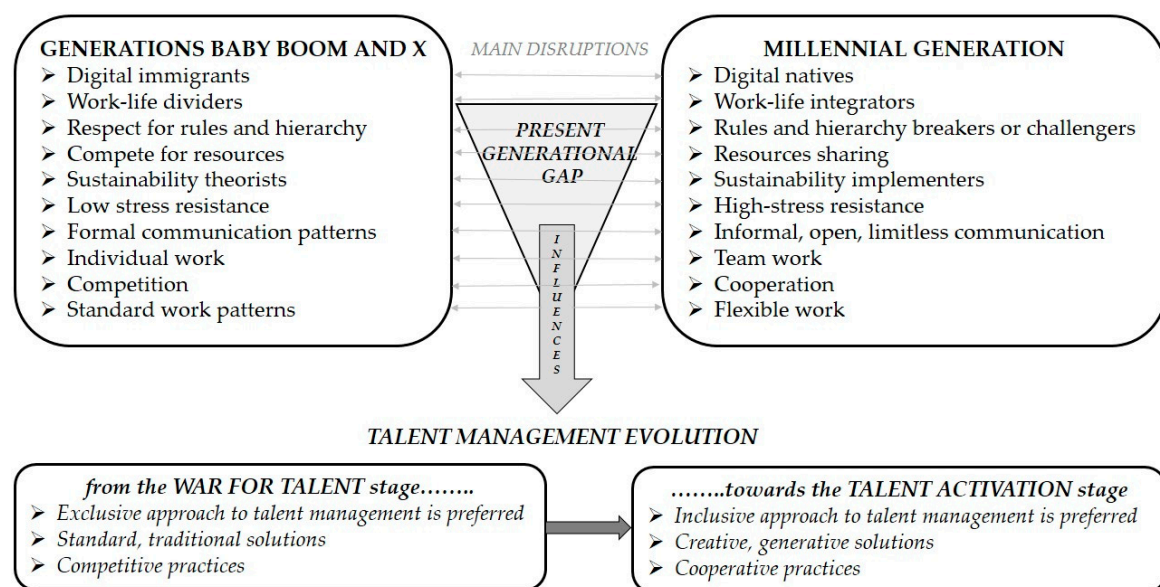 GENERATIONS BABY BOOM AND X
➢ Digital immigrants
➢ Work-life dividers
➢ Respect for rules and hierarchy
➢ Compete for resources
➢ Sustainability theorists
➢ Low stress resistance
➢ Formal communication patterns
➢ Individual work
➢ Competition
➢ Standard work patterns
MAIN DISRUPTIONS
PRESENT
GENERATIONAL
GAP
INFLUENCES
MILLENNIAL GENERATION
➢ Digital natives
➢ Work-life integrators
➢ Rules and hierarchy breakers or challengers
➢ Resources sharing
➢ Sustainability implementers
➢ High-stress resistance
➢ Informal, open, limitless communication
➢ Team work
➢ Cooperation
➢ Flexible work
TALENT MANAGEMENT EVOLUTION
from the WAR FOR TALENT stage……..
➢ Exclusive approach to talent management is preferred
➢ Standard, traditional solutions
➢ Competitive practices
……..towards the TALENT ACTIVATION stage
➢ Inclusive approach to talent management is preferred
➢ Creative, generative solutions
➢ Cooperative practices